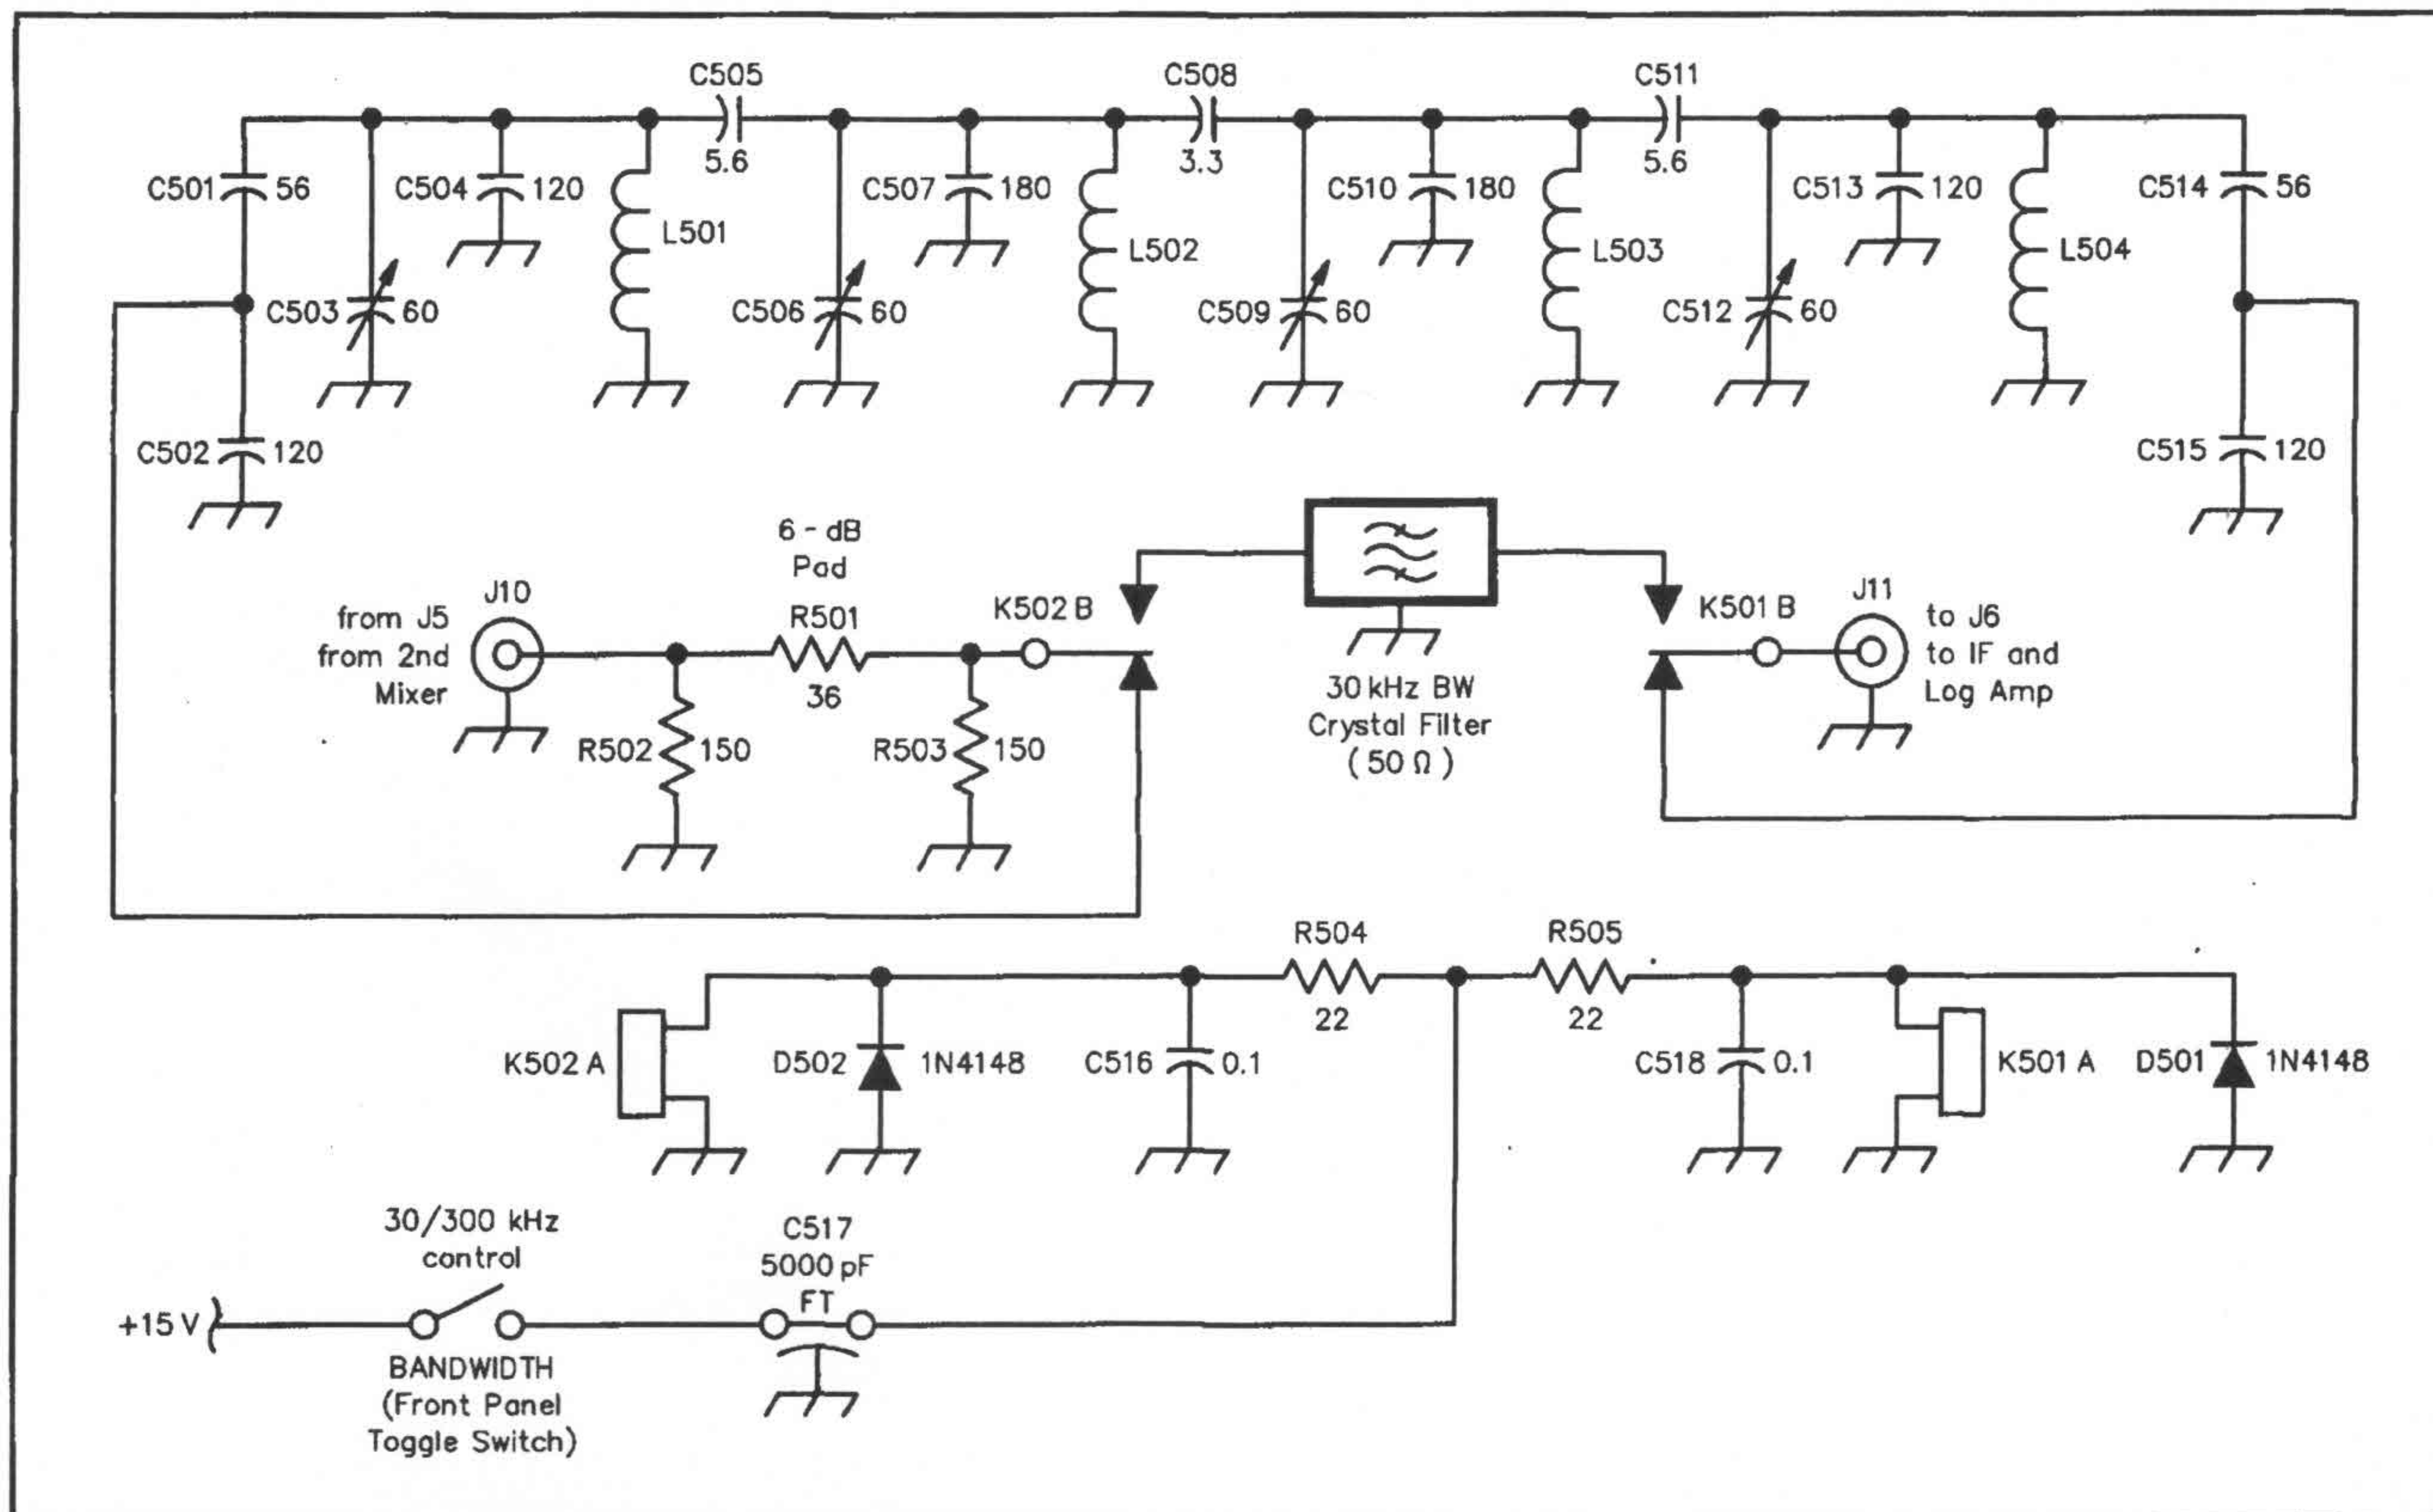 C505
C508
C511
5.6
3.3
5.6
C501 56
C504 120
C507 180
C510 180
C513 120
C514 56
L501
L502
L503
L504
C503 60
C506 60
C509 60
C512 60
C502 120
C515 120
6 - dB
Pad
J10
R501
36
K502 B
from J5
from 2nd
Mixer
R502 150
R503 150
30 kHz BW
Crystal Filter
(50 Ω)
K501 B
J11
to J6
to IF and
Log Amp
R504
22
R505
22
K502 A
D502 1N4148
C516 0.1
C518 0.1
K501 A
D501 1N4148
30/300 kHz
control
C517
5000 pF
FT
+15 V
BANDWIDTH
(Front Panel
Toggle Switch)